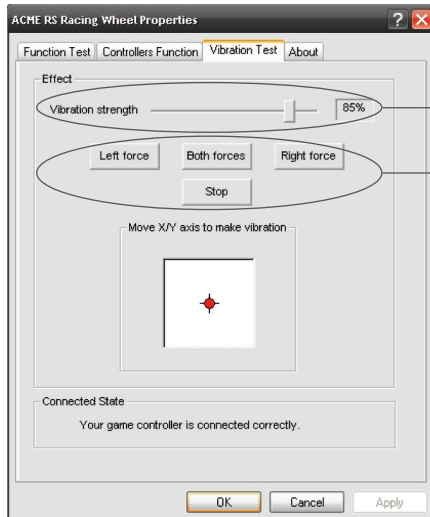 ACME RS Racing Wheel Properties
Function Test Controllers Function Vibration Test About
Effect
Vibration strength 85%
Left force Both forces Right force
Stop
Move X/Y axis to make vibration
Connected State
Your game controller is connected correctly.
OK Cancel Apply